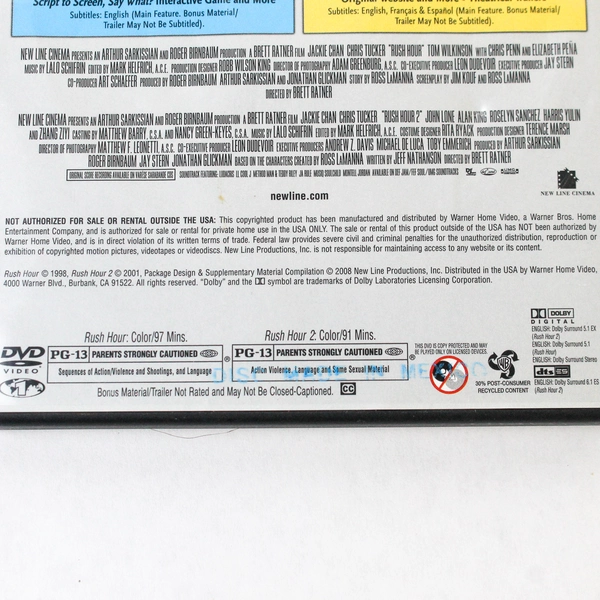 Script to Screen, Say What? Interactive Game and More
Subtitles: English (Main Feature. Bonus Material/
Trailer May Not be Subtitled).
Original Website and More
Subtitles: English, Français & Español (Main Feature. Bonus Material/
Trailer May Not Be Subtitled).
NEW LINE CINEMA PRESENTS AN ARTHUR SARKISSIAN AND ROGER BIRNBAUM PRODUCTION A BRETT RATNER FILM JACKIE CHAN CHRIS TUCKER "RUSH HOUR" TOM WILKINSON WITH CHRIS PENN AND ELIZABETH PEÑA
MUSIC BY LALO SCHIFRIN EDITED BY MARK HELFRICH, A.C.E. PRODUCTION DESIGNER ROBB WILSON KING DIRECTOR OF PHOTOGRAPHY ADAM GREENBERG, A.S.C. CO-EXECUTIVE PRODUCER LEON DUDEVOIR EXECUTIVE PRODUCER JAY STERN
CO-PRODUCER ART SCHAEFER PRODUCED BY ROGER BIRNBAUM ARTHUR SARKISSIAN AND JONATHAN GLICKMAN STORY BY ROSS LAMANNA SCREENPLAY BY JIM KOUF AND ROSS LAMANNA
DIRECTED BY BRETT RATNER
NEW LINE CINEMA PRESENTS AN ARTHUR SARKISSIAN AND ROGER BIRNBAUM PRODUCTION A BRETT RATNER FILM JACKIE CHAN CHRIS TUCKER "RUSH HOUR 2" JOHN LONE ALAN KING ROSELYN SANCHEZ HARRIS YULIN
AND ZHANG ZIYI CASTING BY MATTHEW BARRY, C.S.A. AND NANCY GREEN-KEYES, C.S.A. MUSIC BY LALO SCHIFRIN EDITED BY MARK HELFRICH, A.C.E. COSTUME DESIGNER RITA RYACK PRODUCTION DESIGNER TERENCE MARSH
DIRECTOR OF PHOTOGRAPHY MATTHEW F. LEONETTI, A.S.C. CO-EXECUTIVE PRODUCER LEON DUDEVOIR EXECUTIVE PRODUCERS ANDREW Z. DAVIS MICHAEL DE LUCA TOBY EMMERICH PRODUCED BY ARTHUR SARKISSIAN
ROGER BIRNBAUM JAY STERN JONATHAN GLICKMAN BASED ON THE CHARACTERS CREATED BY ROSS LAMANNA WRITTEN BY JEFF NATHANSON DIRECTED BY BRETT RATNER
ORIGINAL SCORE RECORDING AVAILABLE ON VARÈSE SARABANDE CDS
newline.com
NEW LINE CINEMA
NOT AUTHORIZED FOR SALE OR RENTAL OUTSIDE THE USA: This copyrighted product has been manufactured and distributed by Warner Home Video, a Warner Bros. Home
Entertainment Company, and is authorized for sale or rental for private home use in the USA ONLY. The sale or rental of this product outside of the USA has NOT been authorized by
Warner Home Video, and is in direct violation of its written terms of trade. Federal law provides severe civil and criminal penalties for the unauthorized distribution, reproduction or
exhibition of copyrighted motion pictures, videotapes or videodiscs. New Line Productions, Inc. is not responsible for maintaining access to any website or its content.
Rush Hour © 1998, Rush Hour 2 © 2001, Package Design & Supplementary Material Compilation © 2008 New Line Productions, Inc. Distributed in the USA by Warner Home Video,
4000 Warner Blvd., Burbank, CA 91522. All rights reserved. "Dolby" and the symbol are trademark of Dolby Laboratories Licensing Corporation.
Rush Hour: Color/97 Mins.
Rush Hour 2: Color/91 Mins.
DVD
VIDEO
PG-13 PARENTS STRONGLY CAUTIONED
Sequences of Action/Violence and Shootings, and Language
PG-13 PARENTS STRONGLY CAUTIONED
Action Violence, Language and Some Sexual Material
DISC MADE IN MEXICO
Bonus Material/Trailer Not Rated and May Not Be Closed-Captioned. CC
THIS DVD IS COPY PROTECTED AND MAY
BE PLAYED ONLY ON LICENSED DEVICES.
30% POST-CONSUMER
RECYCLED CONTENT
DOLBY
DIGITAL
ENGLISH: Dolby Surround 5.1 EX
(Rush Hour 2)
ENGLISH: Dolby Surround 5.1
(Rush Hour)
ENGLISH: Dolby Surround Stereo
dts ES
ENGLISH: Dolby Surround 6.1 ES
(Rush Hour 2)